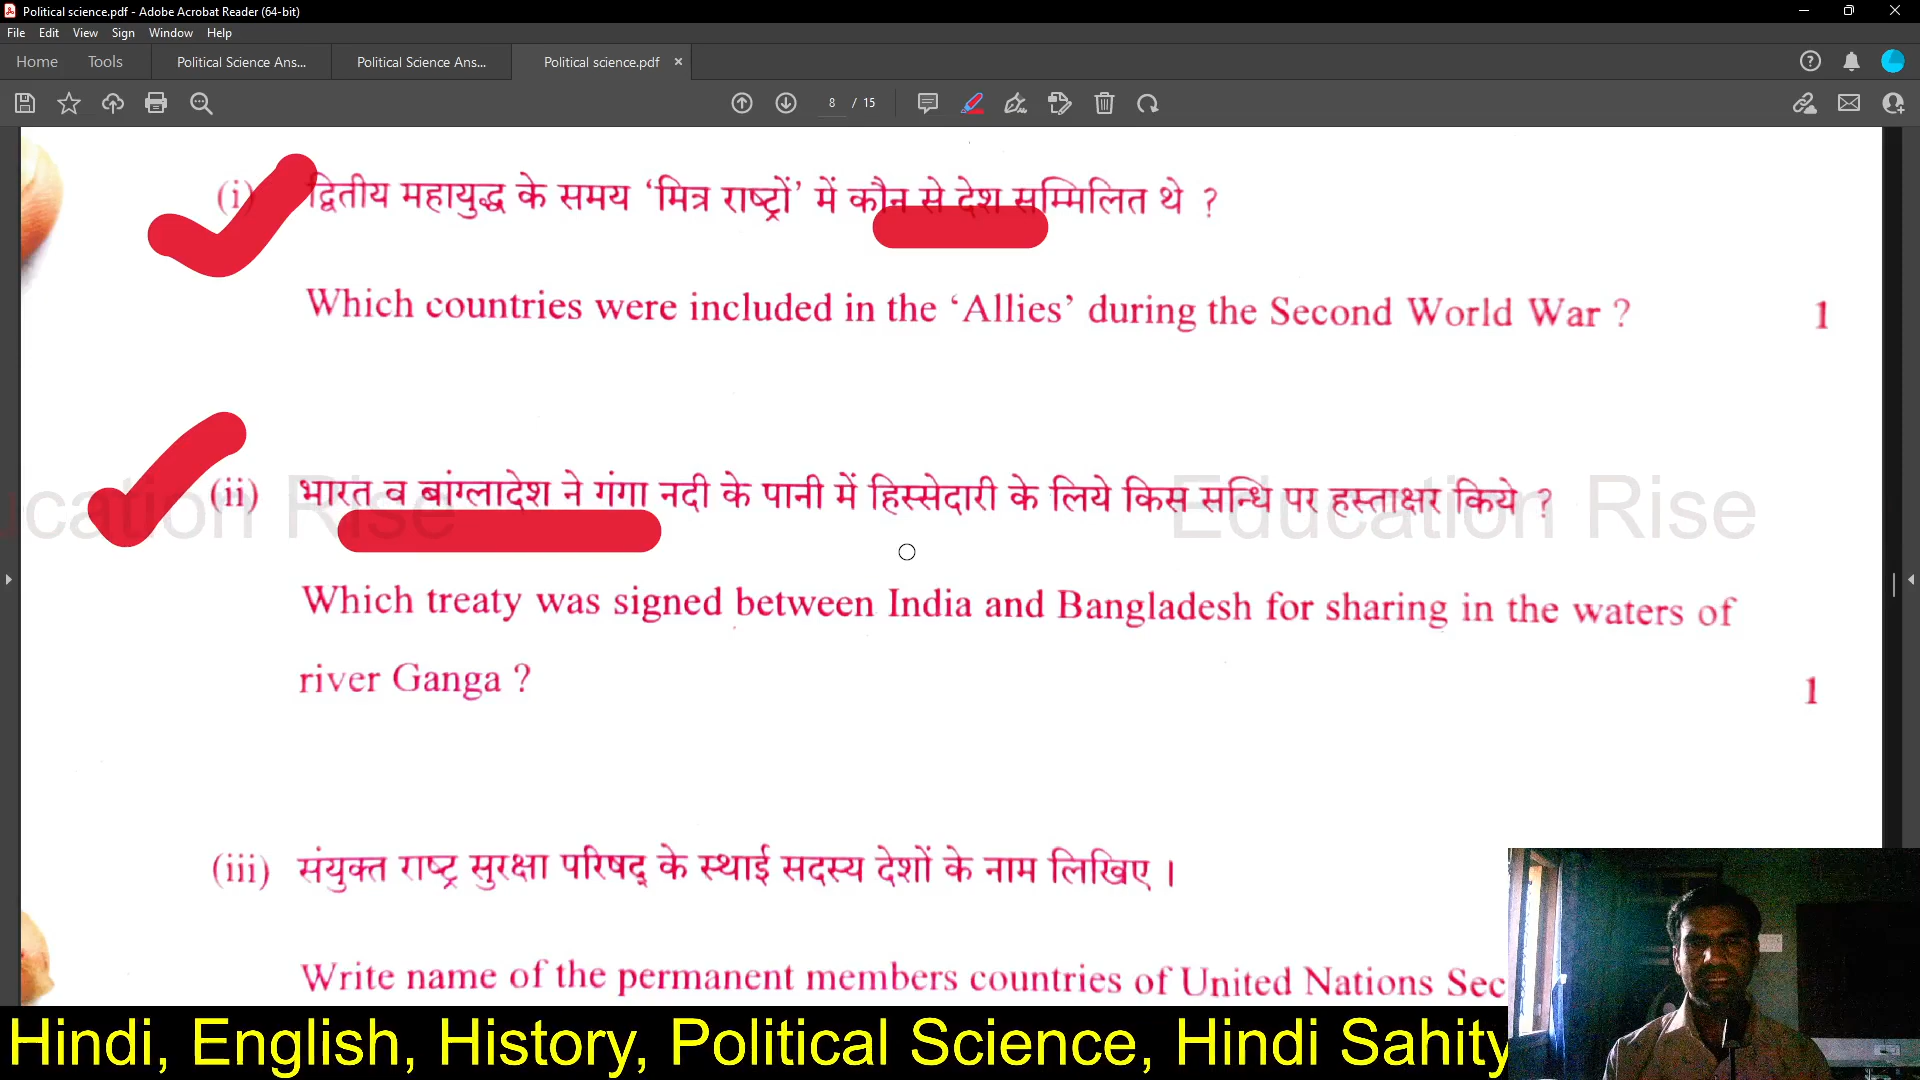 Political science.pdf - Adobe Acrobat Reader (64-bit)
File Edit View Sign Window Help
Home Tools Political Science Ans... Political Science Ans... Political science.pdf
8 / 15
(i) द्वितीय महायुद्ध के समय ‘मित्र राष्ट्रों’ में कौन से देश सम्मिलित थे ?
Which countries were included in the ‘Allies’ during the Second World War ? 1
(ii) भारत व बांग्लादेश ने गंगा नदी के पानी में हिस्सेदारी के लिये किस सन्धि पर हस्ताक्षर किये ?
ucation Rise Education Rise
Which treaty was signed between India and Bangladesh for sharing in the waters of
river Ganga ? 1
(iii) संयुक्त राष्ट्र सुरक्षा परिषद् के स्थाई सदस्य देशों के नाम लिखिए ।
Write name of the permanent members countries of United Nations Sec
Hindi, English, History, Political Science, Hindi Sahity